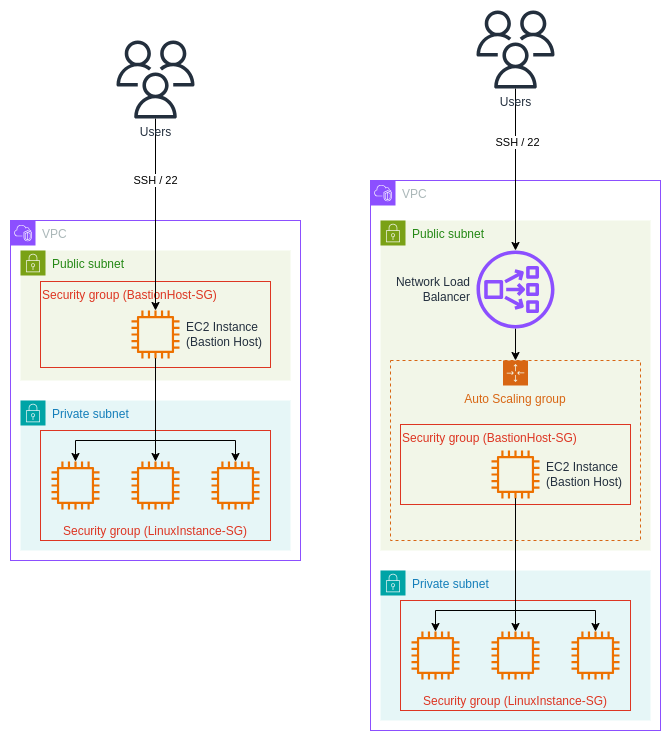 Users
SSH / 22
VPC
Public subnet
Security group (BastionHost-SG)
EC2 Instance
(Bastion Host)
Private subnet
Security group (LinuxInstance-SG)
Users
SSH / 22
VPC
Public subnet
Network Load
Balancer
Auto Scaling group
Security group (BastionHost-SG)
EC2 Instance
(Bastion Host)
Private subnet
Security group (LinuxInstance-SG)